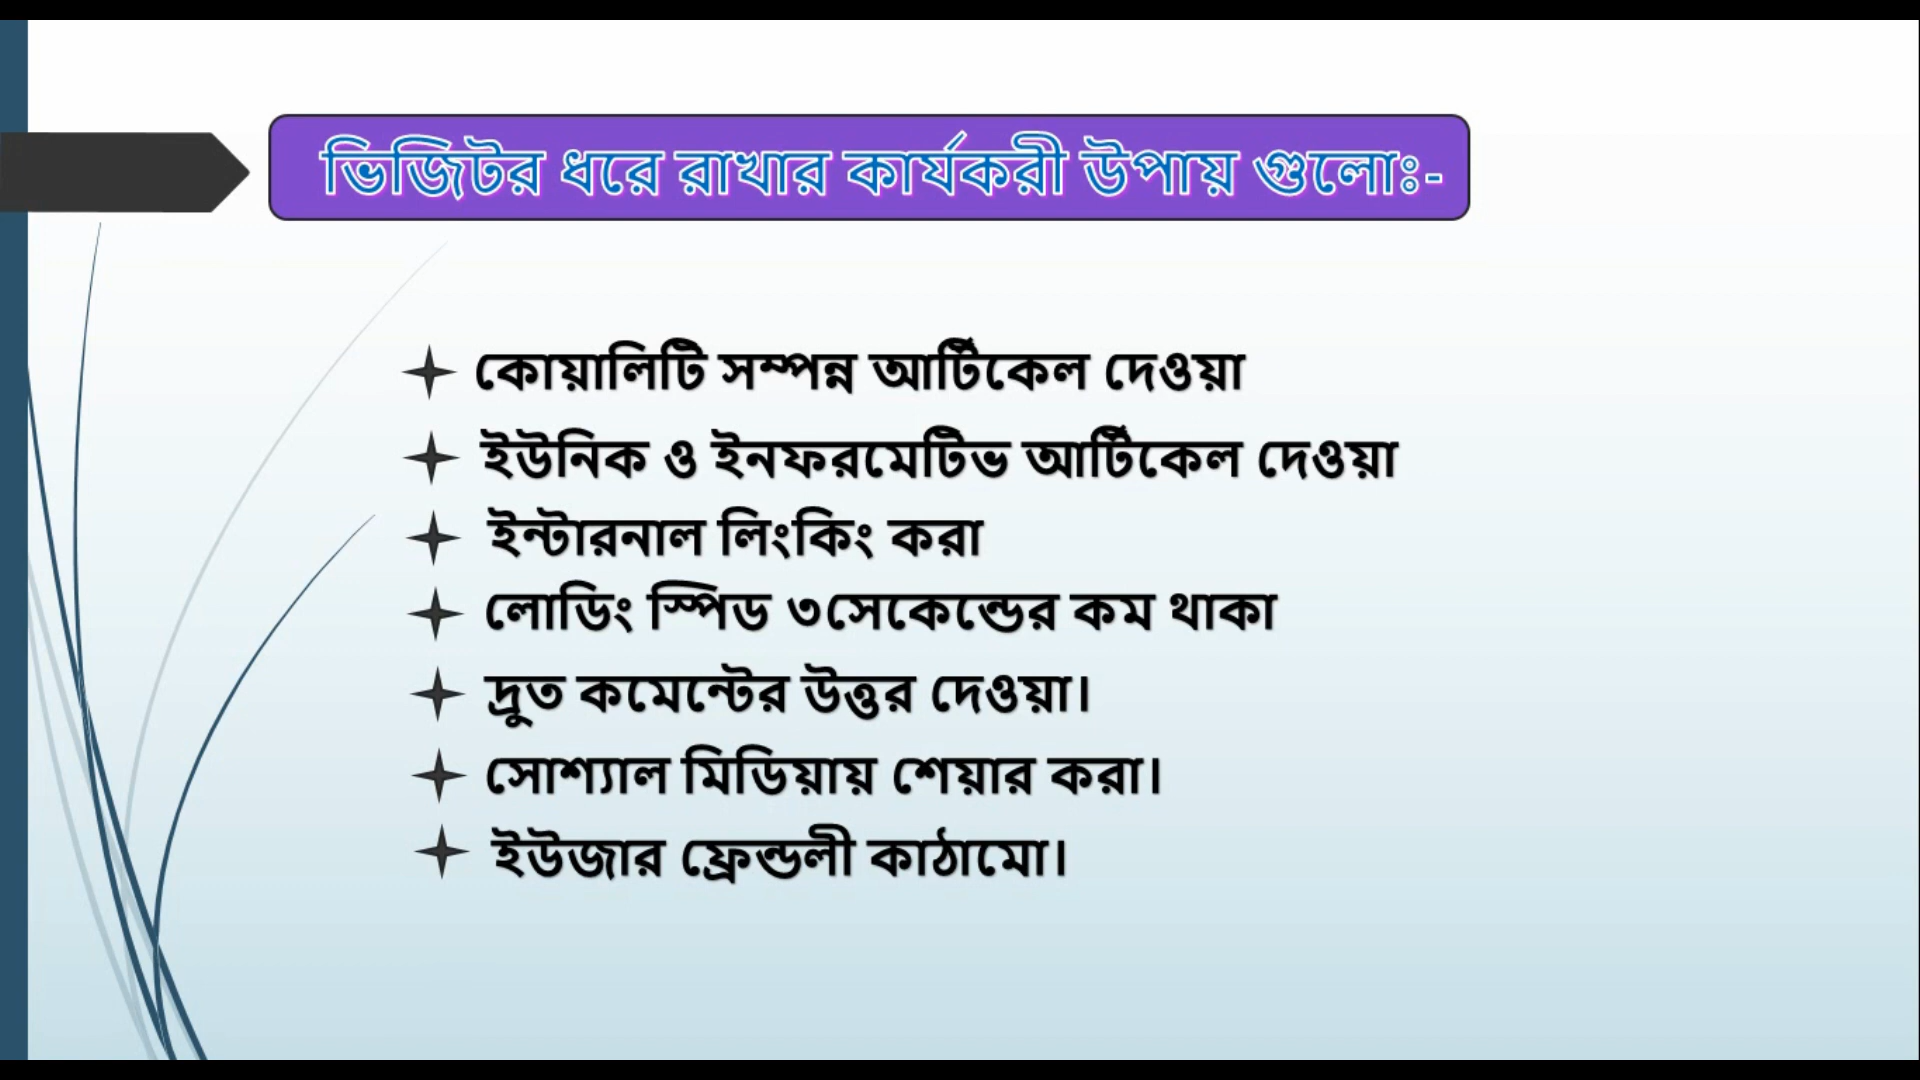 ভিজিটর ধরে রাখার কার্যকরী উপায় গুলোঃ-
কোয়ালিটি সম্পন্ন আর্টিকেল দেওয়া
ইউনিক ও ইনফরমেটিভ আর্টিকেল দেওয়া
ইন্টারনাল লিংকিং করা
লোডিং স্পিড ৩সেকেন্ডের কম থাকা
দ্রুত কমেন্টের উত্তর দেওয়া।
সোশ্যাল মিডিয়ায় শেয়ার করা।
ইউজার ফ্রেন্ডলী কাঠামো।